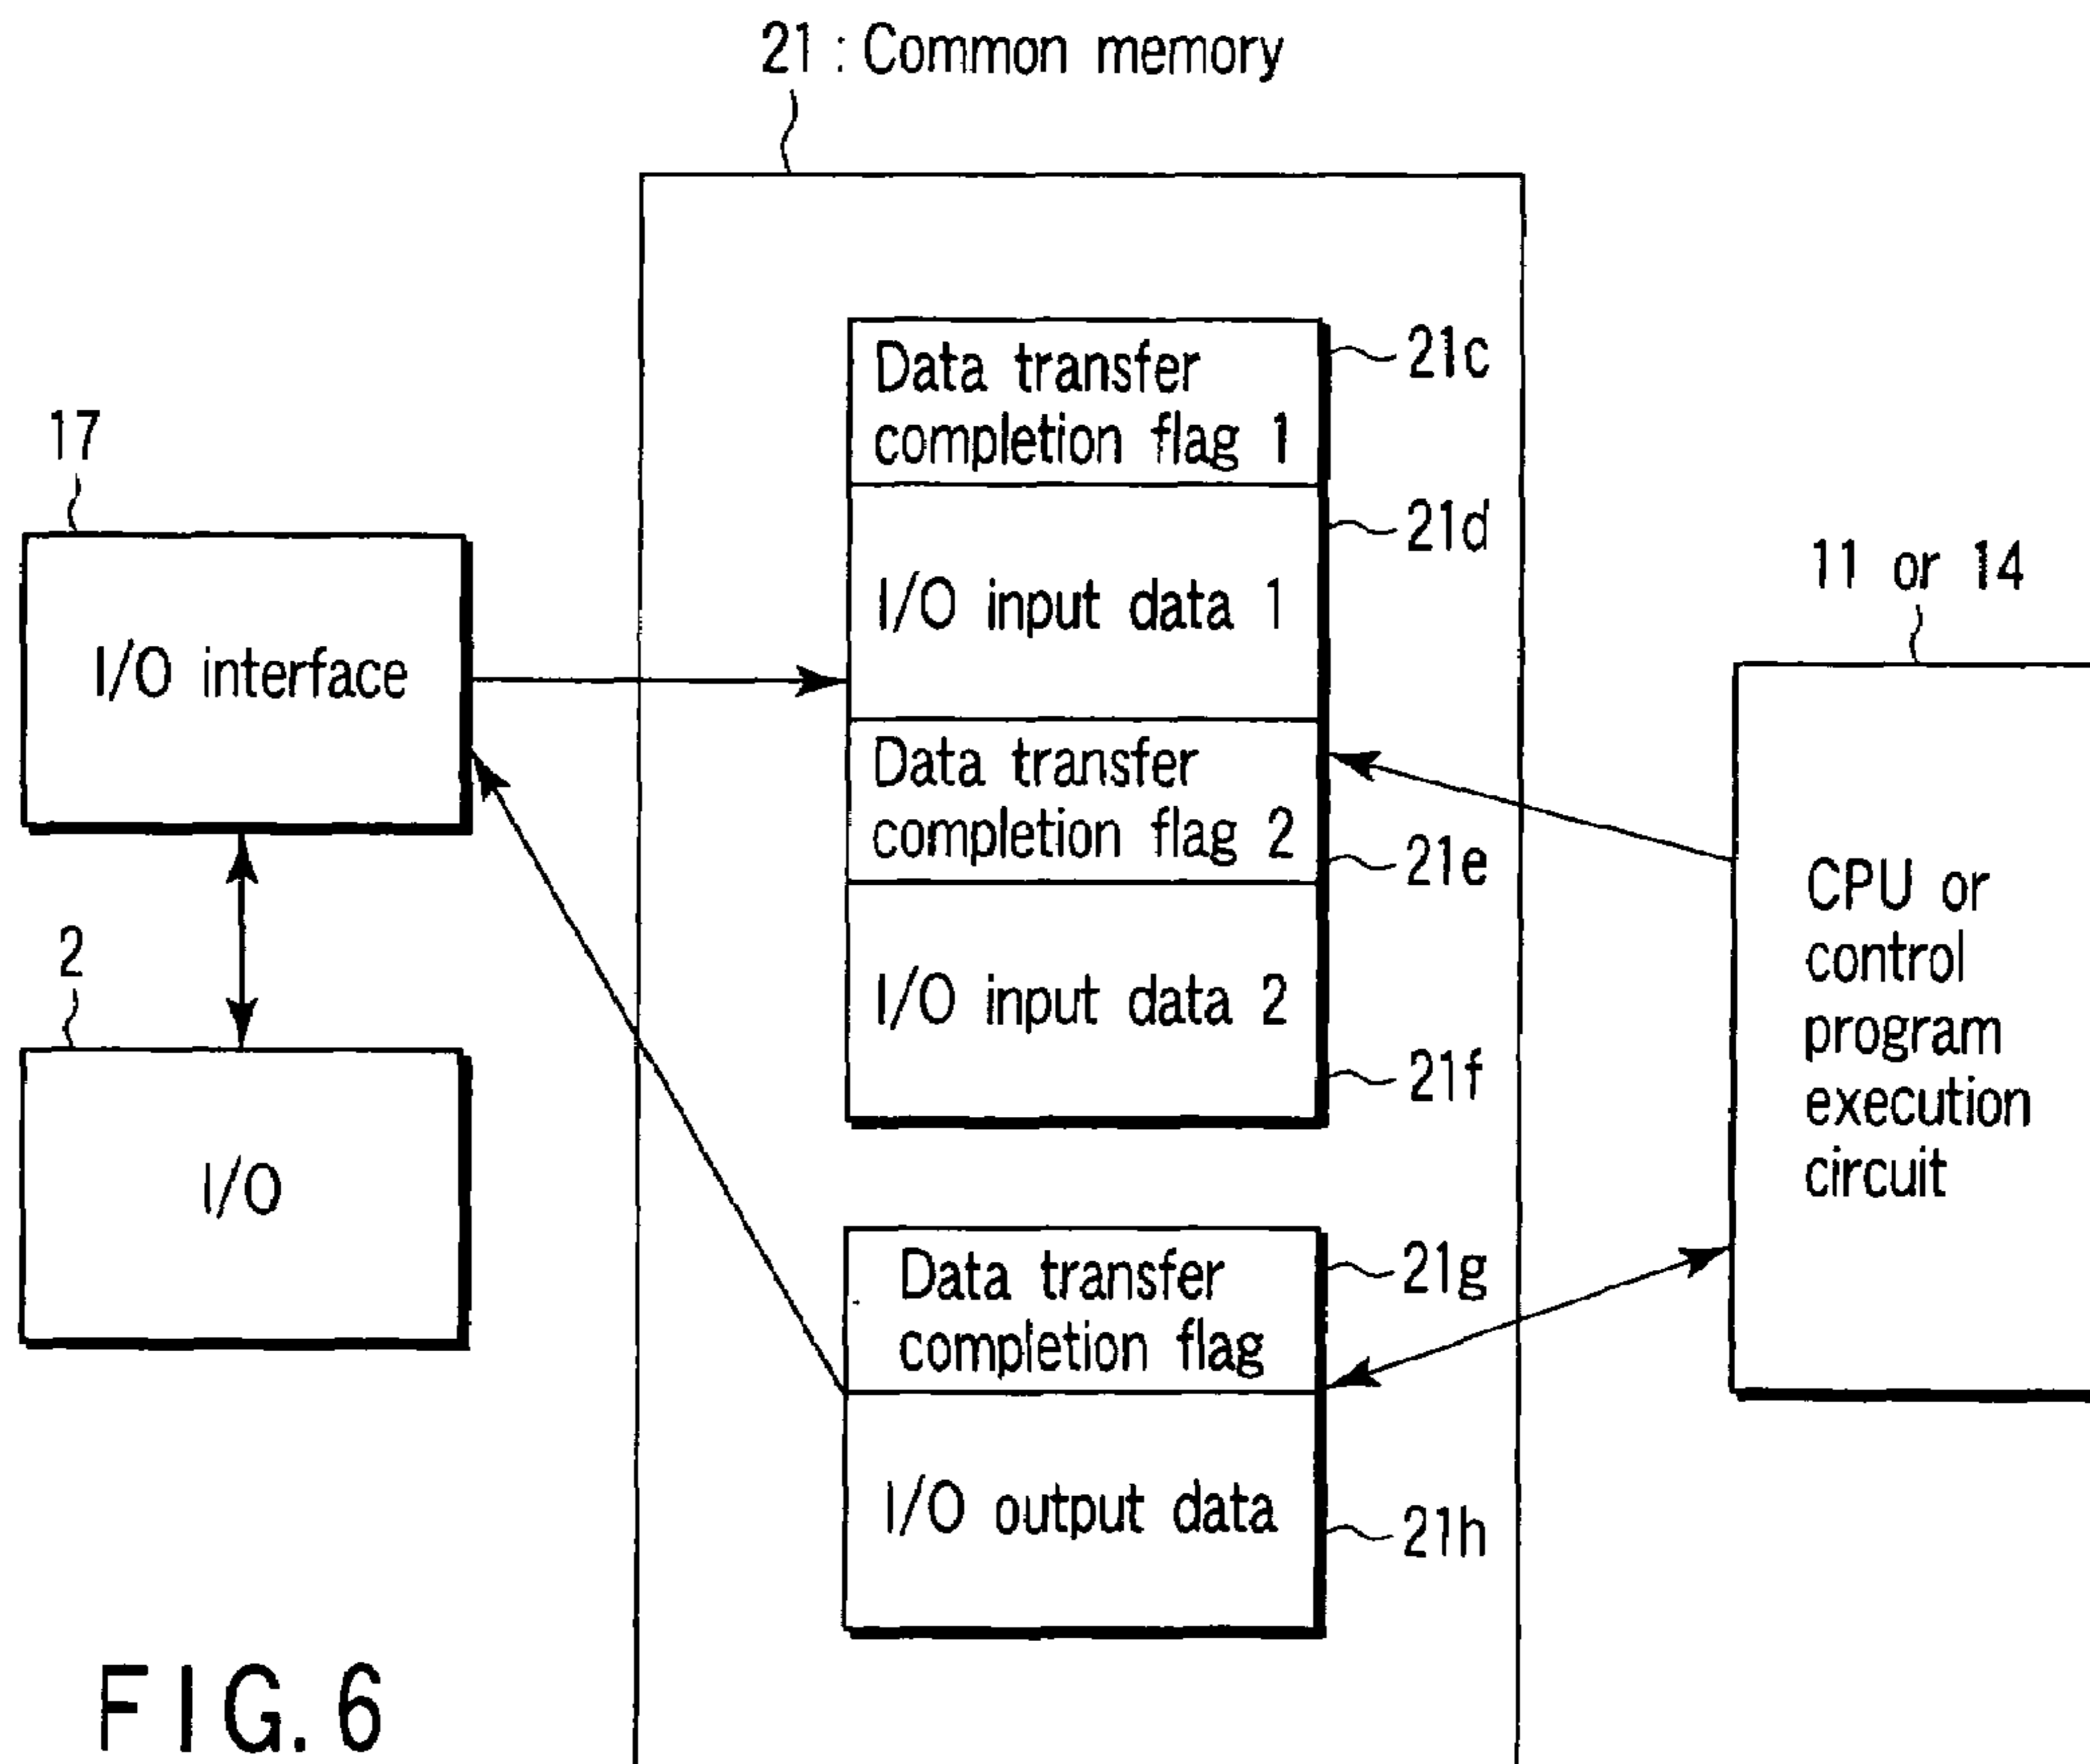 21 : Common memory
Data transfer
completion flag 1
21c
I/O input data 1
21d
Data transfer
completion flag 2
21e
I/O input data 2
21f
Data transfer
completion flag
21g
I/O output data
21h
17
I/O interface
2
I/O
11 or 14
CPU or
control
program
execution
circuit
FIG. 6